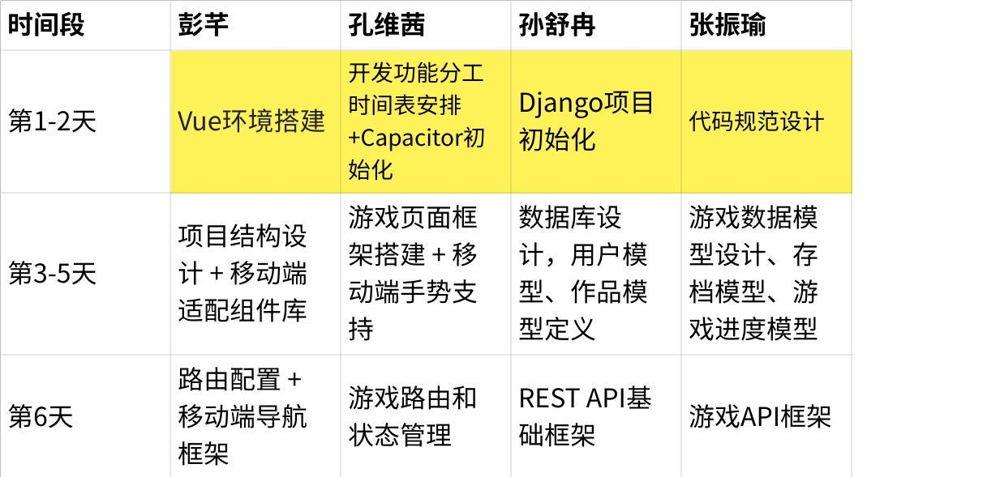 时间段
彭芊
孔维茜
孙舒冉
张振瑜
第1-2天
Vue环境搭建
开发功能分工
时间表安排
+Capacitor初
始化
Django项目
初始化
代码规范设计
第3-5天
项目结构设
计 + 移动端
适配组件库
游戏页面框
架搭建 + 移
动端手势支
持
数据库设
计，用户模
型、作品模
型定义
游戏数据模
型设计、存
档模型、游
戏进度模型
第6天
路由配置 +
移动端导航
框架
游戏路由和
状态管理
REST API基
础框架
游戏API框架